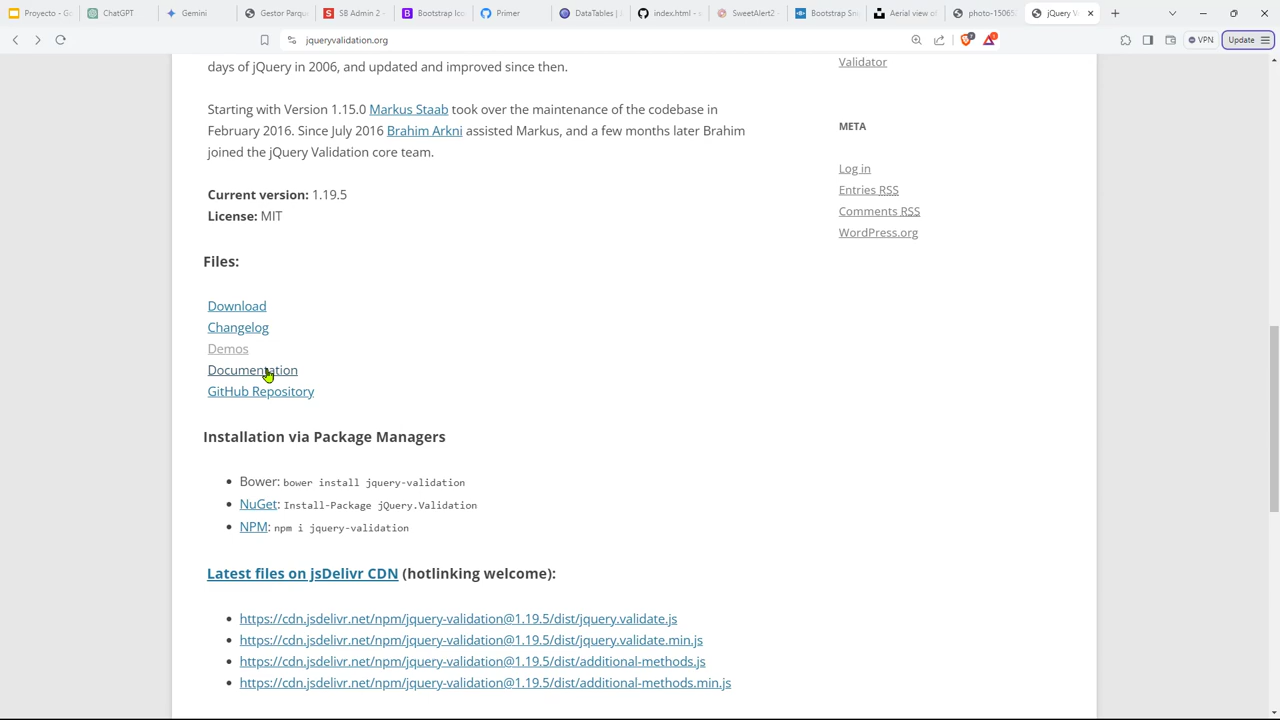 Proyecto - G
ChatGPT
Gemini
Gestor Parqu
SB Admin 2 -
Bootstrap Ico
Primer
DataTables | J
index.html - s
SweetAlert2 -
Bootstrap Sni
Aerial view of
photo-15065
jQuery V
jqueryvalidation.org
VPN
Update
days of jQuery in 2006, and updated and improved since then.
Starting with Version 1.15.0 Markus Staab took over the maintenance of the codebase in
February 2016. Since July 2016 Brahim Arkni assisted Markus, and a few months later Brahim
joined the jQuery Validation core team.
Current version: 1.19.5
License: MIT
Files:
Download
Changelog
Demos
Documentation
GitHub Repository
Installation via Package Managers
Bower: bower install jquery-validation
NuGet: Install-Package jQuery.Validation
NPM: npm i jquery-validation
Latest files on jsDelivr CDN (hotlinking welcome):
https://cdn.jsdelivr.net/npm/jquery-validation@1.19.5/dist/jquery.validate.js
https://cdn.jsdelivr.net/npm/jquery-validation@1.19.5/dist/jquery.validate.min.js
https://cdn.jsdelivr.net/npm/jquery-validation@1.19.5/dist/additional-methods.js
https://cdn.jsdelivr.net/npm/jquery-validation@1.19.5/dist/additional-methods.min.js
Validator
META
Log in
Entries RSS
Comments RSS
WordPress.org